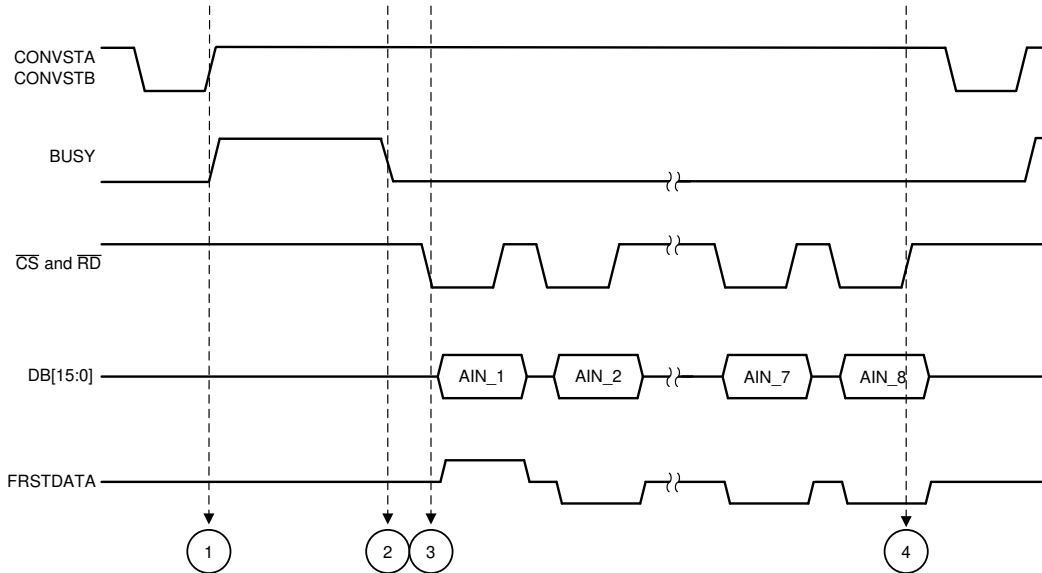 CONVSTA
CONVSTB
BUSY
CS and RD
DB[15:0]
AIN_1
AIN_2
AIN_7
AIN_8
FRSTDATA
1
2
3
4